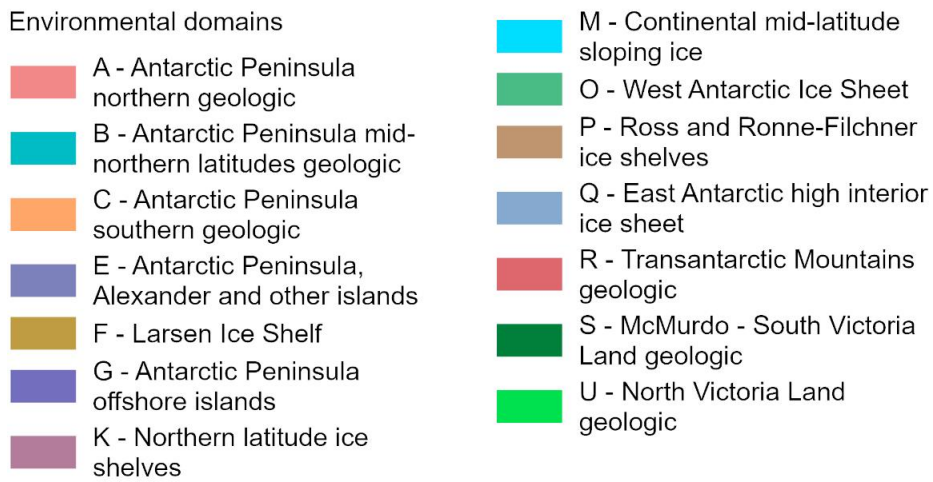 Environmental domains
A - Antarctic Peninsula
northern geologic
B - Antarctic Peninsula mid-
northern latitudes geologic
C - Antarctic Peninsula
southern geologic
E - Antarctic Peninsula,
Alexander and other islands
F - Larsen Ice Shelf
G - Antarctic Peninsula
offshore islands
K - Northern latitude ice
shelves
M - Continental mid-latitude
sloping ice
O - West Antarctic Ice Sheet
P - Ross and Ronne-Filchner
ice shelves
Q - East Antarctic high interior
ice sheet
R - Transantarctic Mountains
geologic
S - McMurdo - South Victoria
Land geologic
U - North Victoria Land
geologic